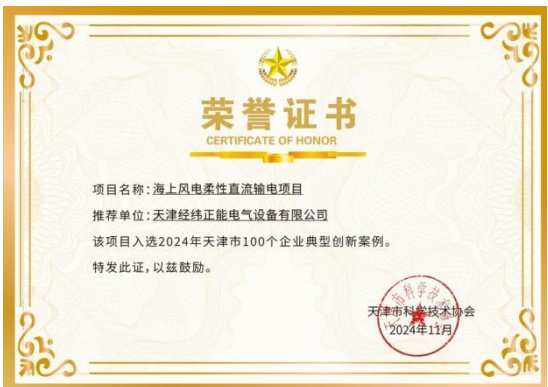 荣誉证书
CERTIFICATE OF HONOR
项目名称：海上风电柔性直流输电项目
推荐单位：天津经纬正能电气设备有限公司
该项目入选2024年天津市100个企业典型创新案例。
特发此证，以兹鼓励。
天津市科学技术协会
2024年11月